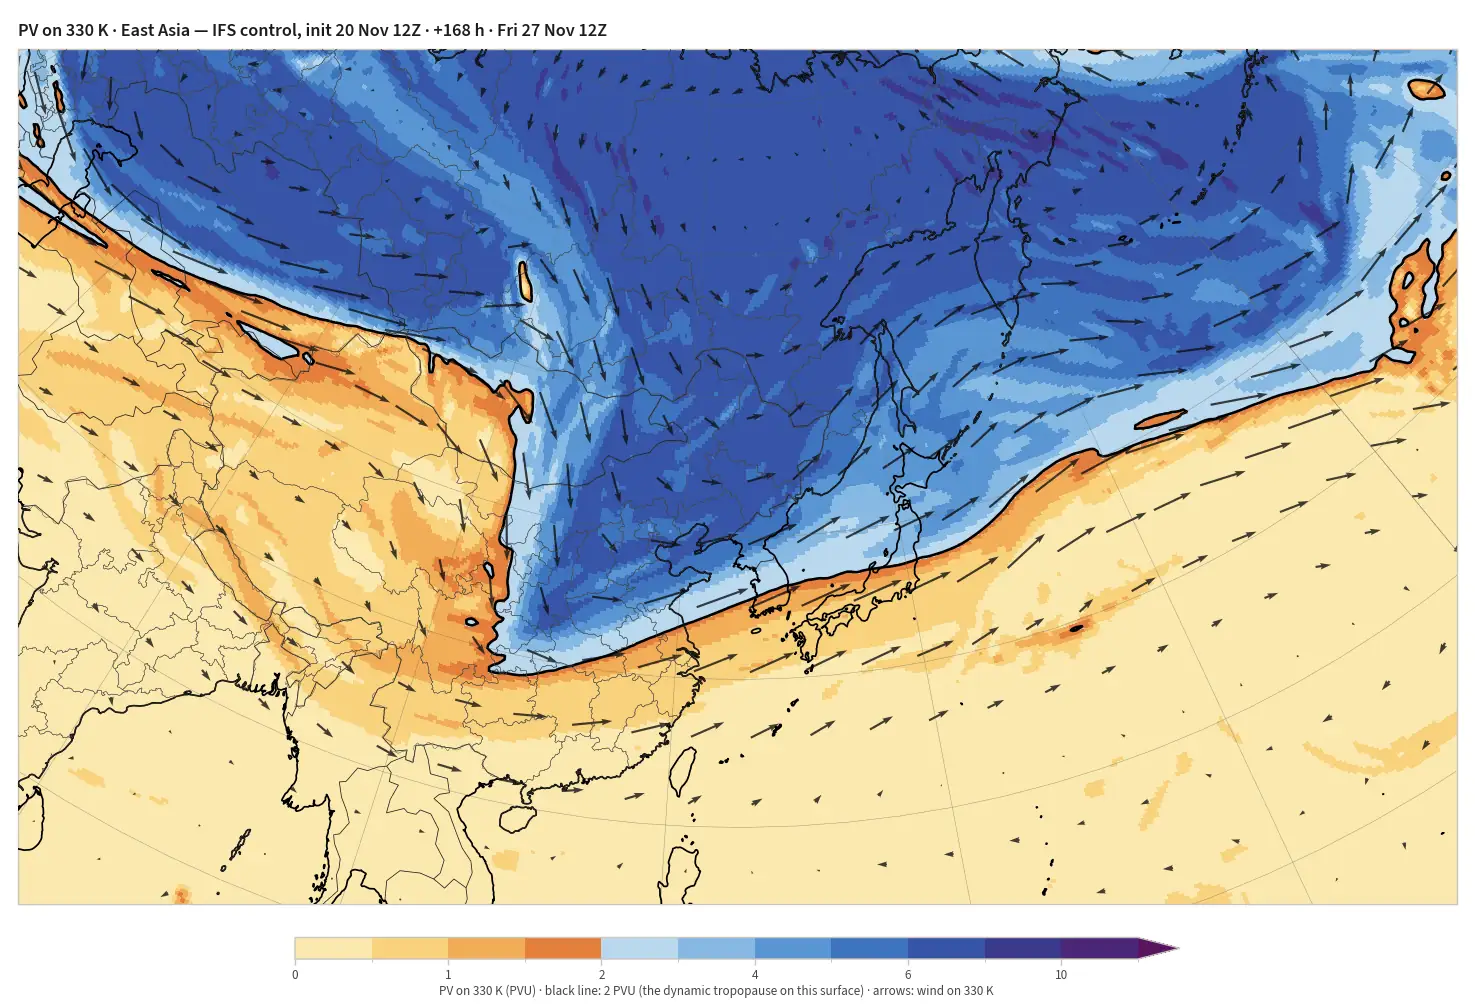 PV on 330 K · East Asia — IFS control, init 20 Nov 12Z · +168 h · Fri 27 Nov 12Z
0 1 2 4 6 10
PV on 330 K (PVU) · black line: 2 PVU (the dynamic tropopause on this surface) · arrows: wind on 330 K